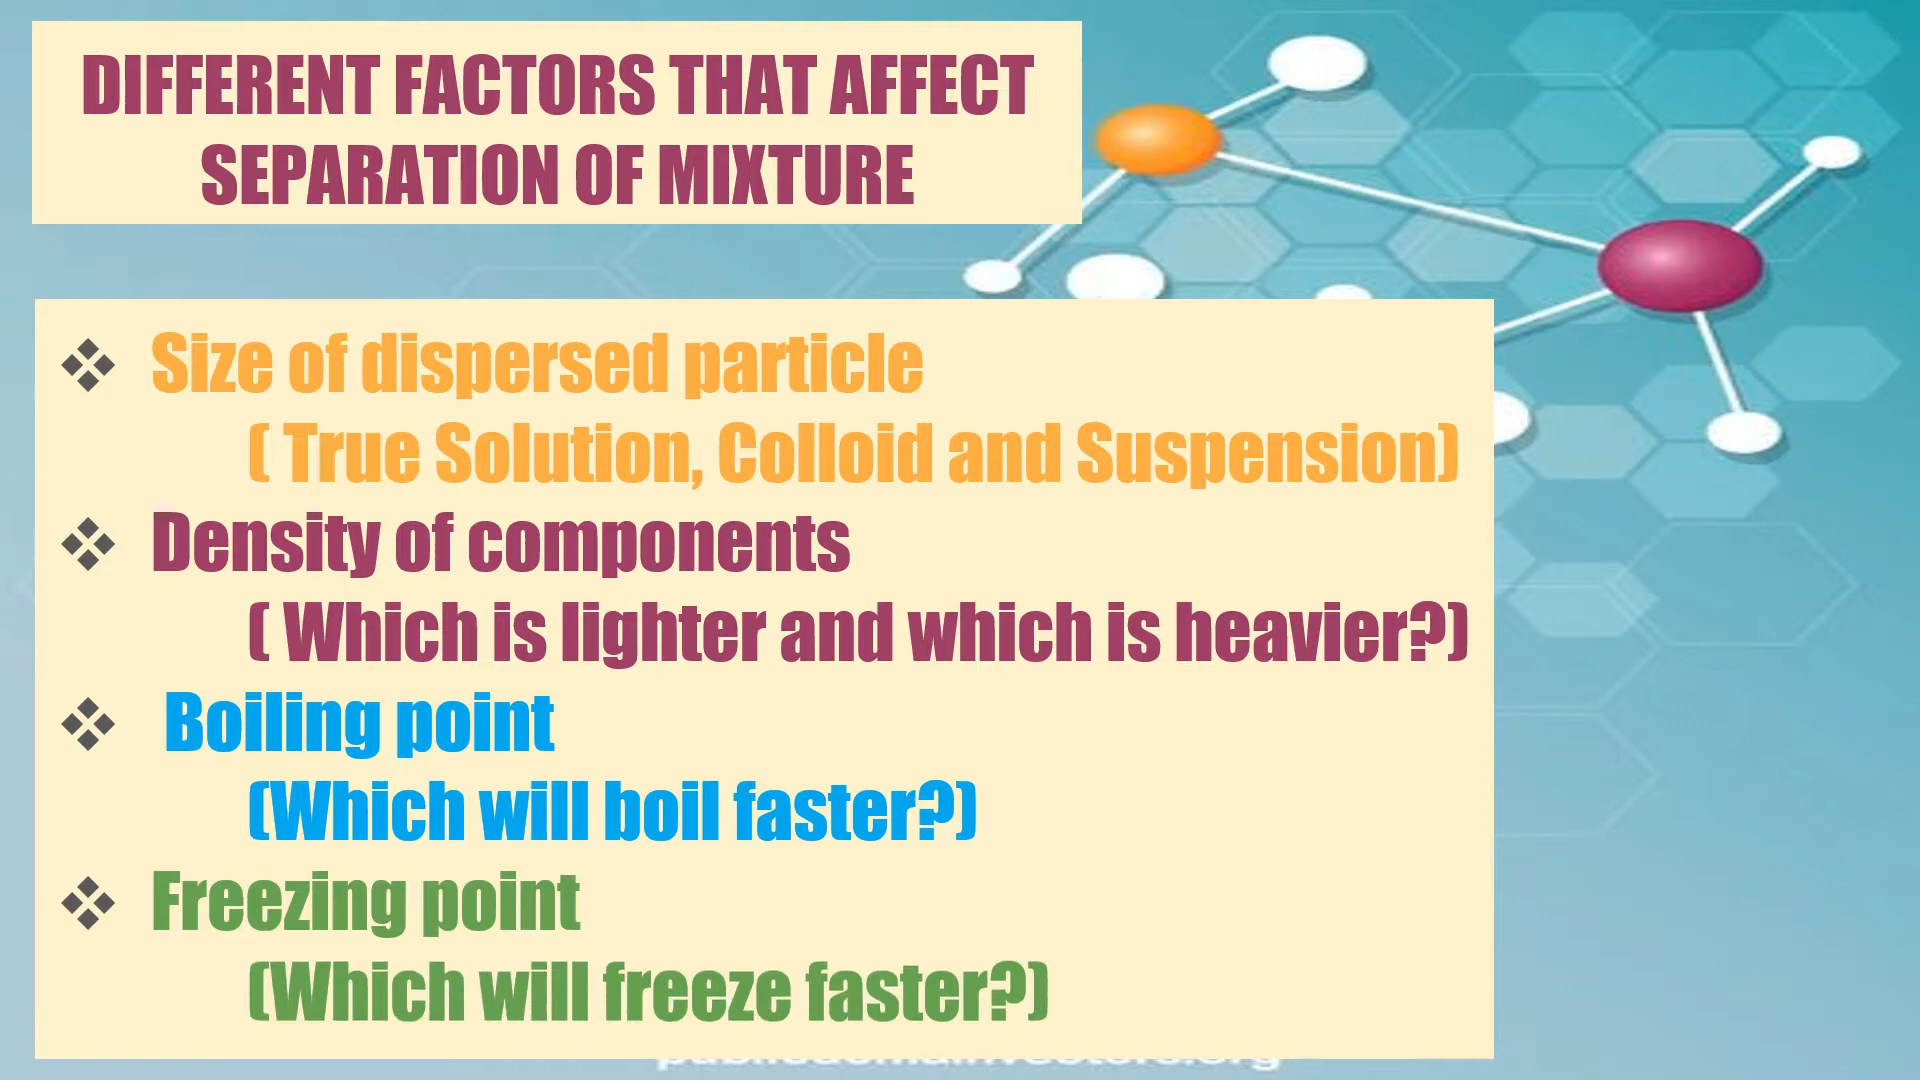 DIFFERENT FACTORS THAT AFFECT
SEPARATION OF MIXTURE
❖ Size of dispersed particle
( True Solution, Colloid and Suspension)
❖ Density of components
( Which is lighter and which is heavier?)
❖ Boiling point
(Which will boil faster?)
❖ Freezing point
(Which will freeze faster?)